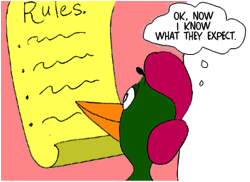 Rules.
OK, NOW
I KNOW
WHAT THEY EXPECT.